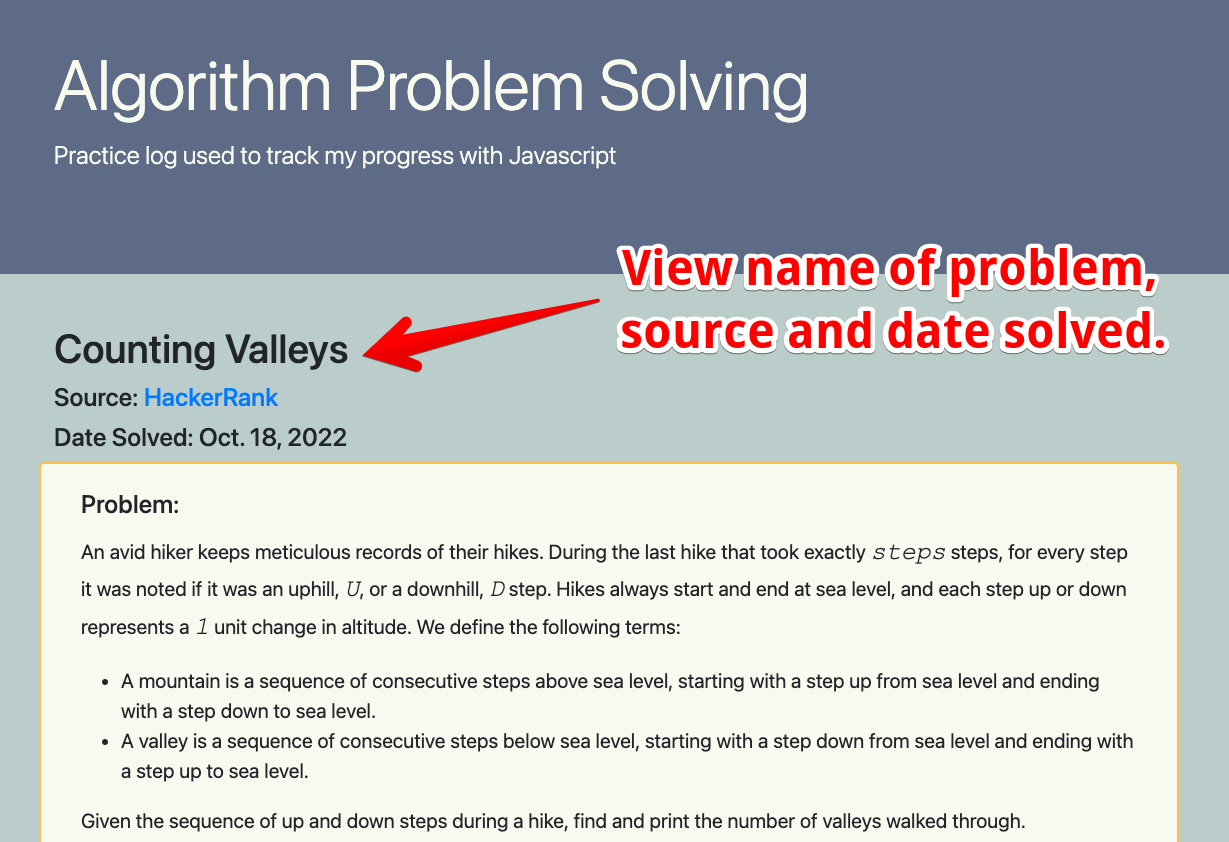 Algorithm Problem Solving
Practice log used to track my progress with Javascript
View name of problem,
source and date solved.
Counting Valleys
Source: HackerRank
Date Solved: Oct. 18, 2022
Problem:
An avid hiker keeps meticulous records of their hikes. During the last hike that took exactly steps steps, for every step
it was noted if it was an uphill, U, or a downhill, D step. Hikes always start and end at sea level, and each step up or down
represents a 1 unit change in altitude. We define the following terms:
• A mountain is a sequence of consecutive steps above sea level, starting with a step up from sea level and ending
with a step down to sea level.
• A valley is a sequence of consecutive steps below sea level, starting with a step down from sea level and ending with
a step up to sea level.
Given the sequence of up and down steps during a hike, find and print the number of valleys walked through.